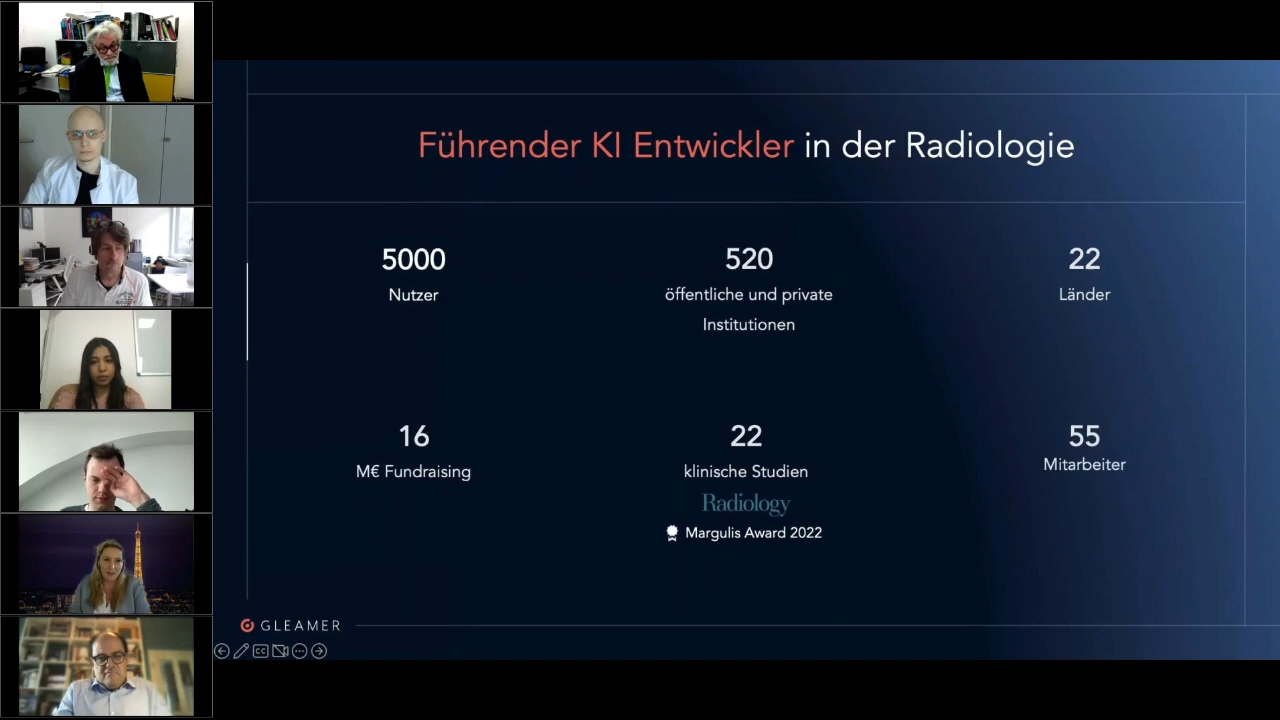 Führender KI Entwickler in der Radiologie
5000
Nutzer
520
öffentliche und private
Institutionen
22
Länder
16
M€ Fundraising
22
klinische Studien
Radiology
Margulis Award 2022
55
Mitarbeiter
GLEAMER
CC